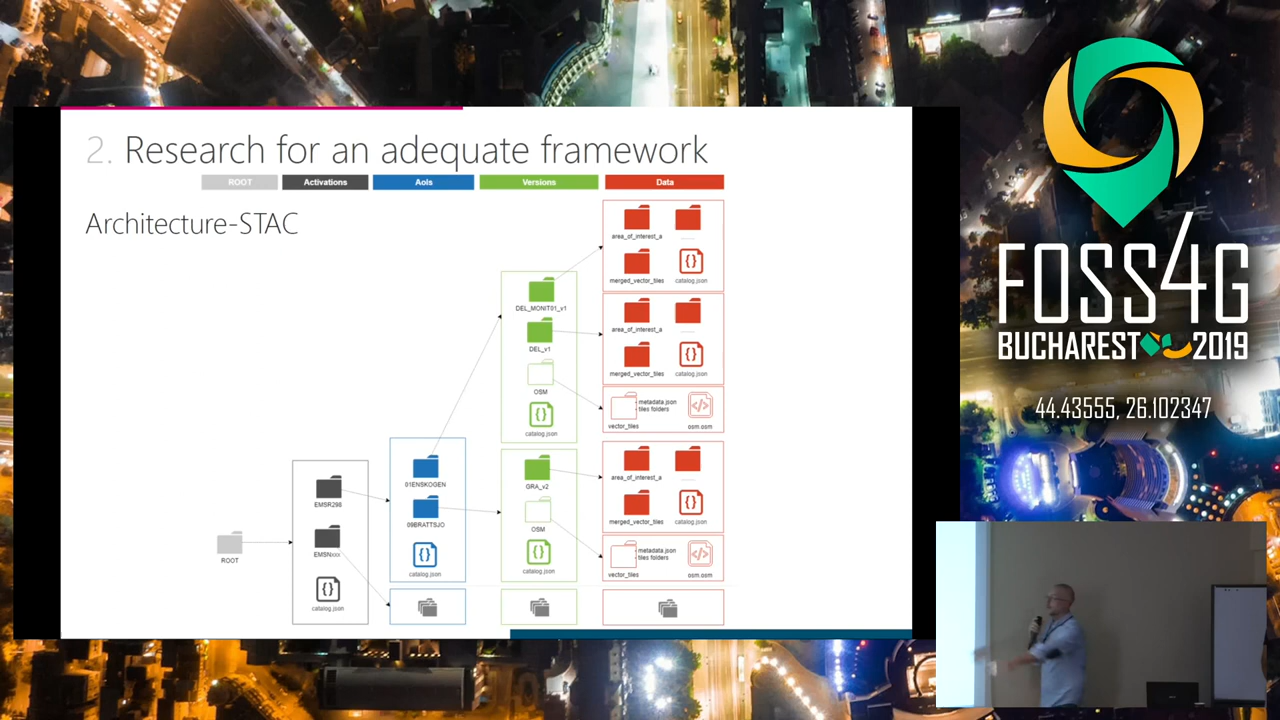 2. Research for an adequate framework
ROOT
Activations
AoIs
Versions
Data
Architecture-STAC
ROOT
EMSR298
EMSNxxx
catalog.json
01ENSKOGEN
09BRATTSJO
catalog.json
DEL_MONIT01_v1
DEL_v1
OSM
catalog.json
GRA_v2
OSM
catalog.json
area_of_interest_a
merged_vector_tiles
catalog.json
area_of_interest_a
merged_vector_tiles
catalog.json
metadata.json
tiles folders
vector_tiles
osm.osm
area_of_interest_a
merged_vector_tiles
catalog.json
metadata.json
tiles folders
vector_tiles
osm.osm
FOSS4G
BUCHAREST 2019
44.43555, 26.102347